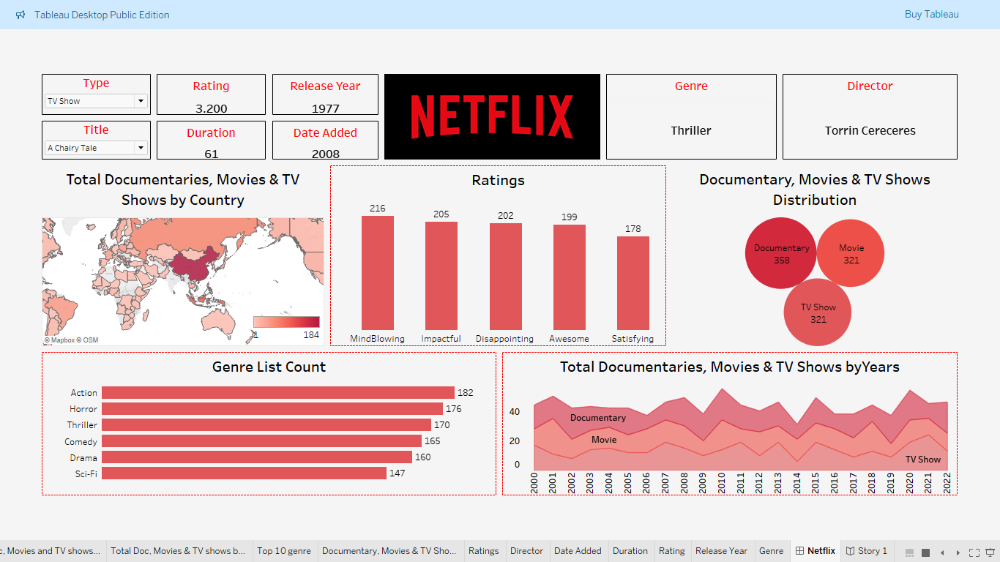 Tableau Desktop Public Edition
Buy Tableau
Type
TV Show
Rating
3.200
Release Year
1977
NETFLIX
Genre
Thriller
Director
Torrin Cereceres
Title
A Chairy Tale
Duration
61
Date Added
2008
Total Documentaries, Movies & TV
Shows by Country
© Mapbox © OSM
1
184
Ratings
216
205
202
199
178
MindBlowing
Impactful
Disappointing
Awesome
Satisfying
Documentary, Movies & TV Shows
Distribution
Documentary
358
Movie
321
TV Show
321
Genre List Count
Action
182
Horror
176
Thriller
170
Comedy
165
Drama
160
Sci-Fi
147
Total Documentaries, Movies & TV Shows byYears
40
20
0
Documentary
Movie
TV Show
2000
2001
2002
2003
2004
2005
2006
2007
2008
2009
2010
2011
2012
2013
2014
2015
2016
2017
2018
2019
2020
2021
2022
c, Movies and TV shows...
Total Doc, Movies & TV shows b...
Top 10 genre
Documentary, Movies & TV Sho...
Ratings
Director
Date Added
Duration
Rating
Release Year
Genre
Netflix
Story 1